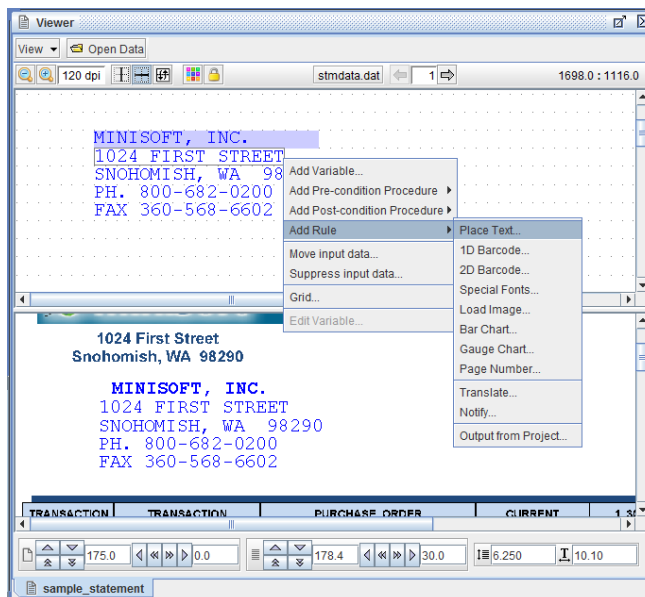 Viewer
View Open Data
120 dpi stmdata.dat 1 1698.0 : 1116.0
MINISOFT, INC.
1024 FIRST STREET
SNOHOMISH, WA 98
PH. 800-682-0200
FAX 360-568-6602
Add Variable...
Add Pre-condition Procedure
Add Post-condition Procedure
Add Rule
Move input data...
Suppress input data...
Grid...
Edit Variable...
Place Text...
1D Barcode...
2D Barcode...
Special Fonts...
Load Image...
Bar Chart...
Gauge Chart...
Page Number...
Translate...
Notify...
Output from Project...
1024 First Street
Snohomish, WA 98290
MINISOFT, INC.
1024 FIRST STREET
SNOHOMISH, WA 98290
PH. 800-682-0200
FAX 360-568-6602
TRANSACTION TRANSACTION PURCHASE ORDER CURRENT
175.0 0.0 178.4 30.0 6.250 10.10
sample_statement